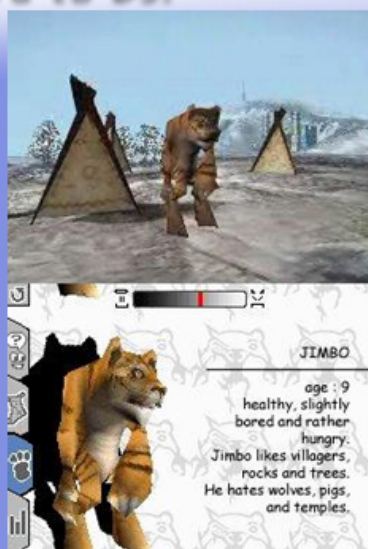 JIMBO
age : 9
healthy, slightly
bored and rather
hungry.
Jimbo likes villagers,
rocks and trees.
He hates wolves, pigs,
and temples.